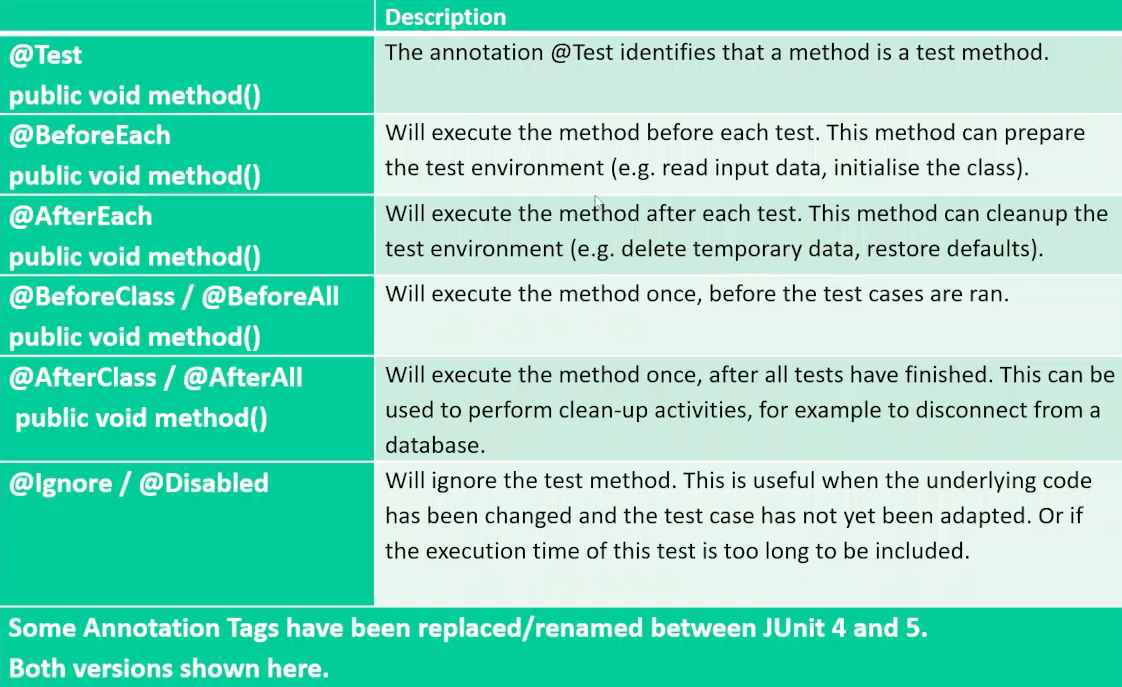 Description
@Test
public void method()
The annotation @Test identifies that a method is a test method.
@BeforeEach
public void method()
Will execute the method before each test. This method can prepare
the test environment (e.g. read input data, initialise the class).
@AfterEach
public void method()
Will execute the method after each test. This method can cleanup the
test environment (e.g. delete temporary data, restore defaults).
@BeforeClass / @BeforeAll
public void method()
Will execute the method once, before the test cases are ran.
@AfterClass / @AfterAll
public void method()
Will execute the method once, after all tests have finished. This can be
used to perform clean-up activities, for example to disconnect from a
database.
@Ignore / @Disabled
Will ignore the test method. This is useful when the underlying code
has been changed and the test case has not yet been adapted. Or if
the execution time of this test is too long to be included.
Some Annotation Tags have been replaced/renamed between JUnit 4 and 5.
Both versions shown here.